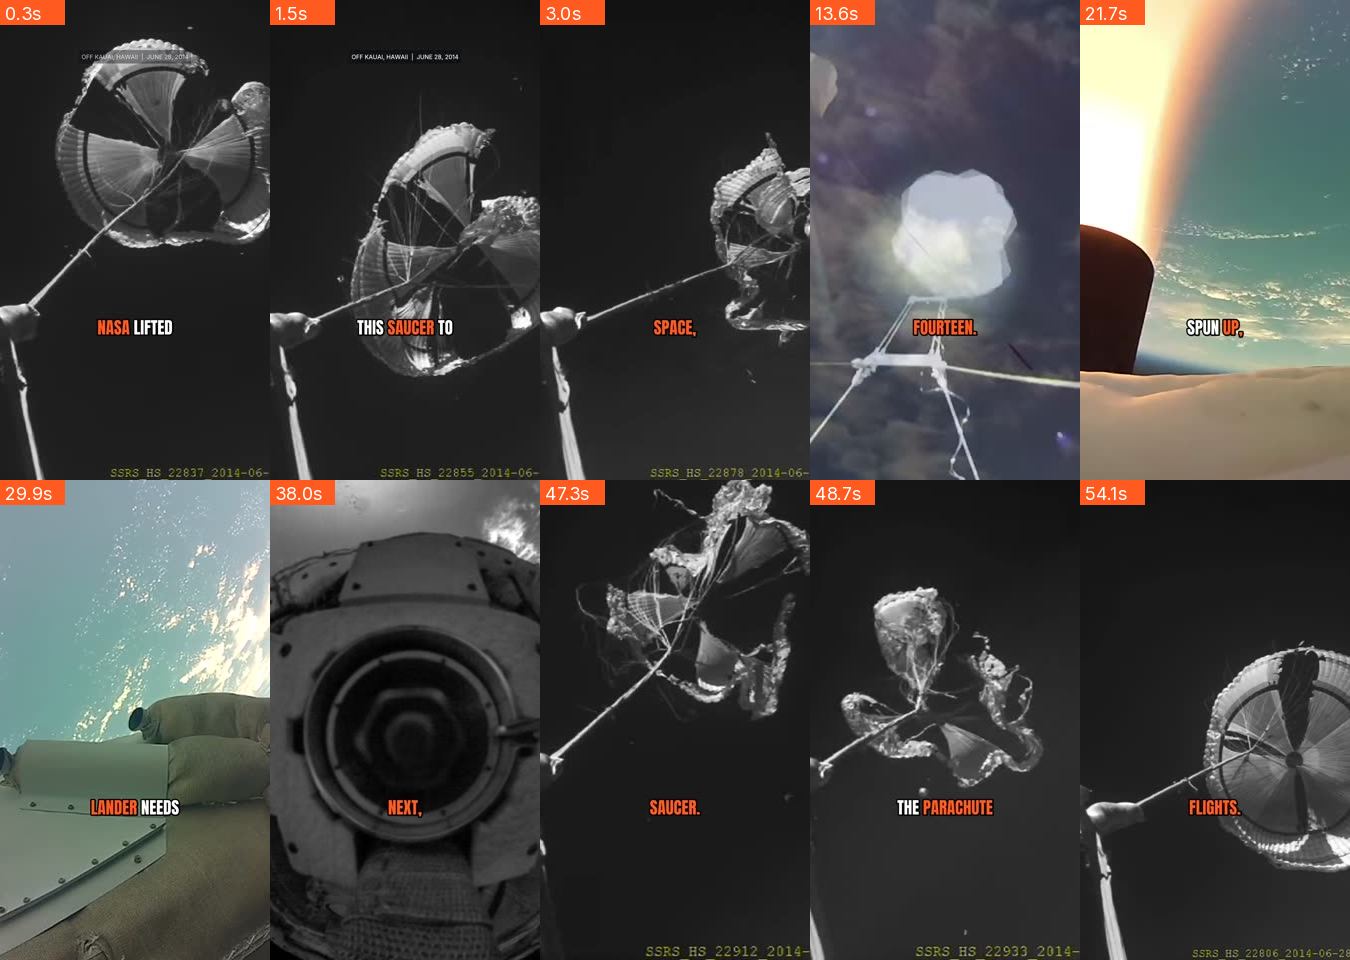 0.3s
OFF KAUAI, HAWAII | JUNE 28, 2014
NASA LIFTED
SSRS_HS_22837_2014-06-
1.5s
OFF KAUAI, HAWAII | JUNE 28, 2014
THIS SAUCER TO
SSRS_HS_22855_2014-06-
3.0s
SPACE,
SSRS_HS_22878_2014-06-
13.6s
FOURTEEN.
21.7s
SPUN UP,
29.9s
LANDER NEEDS
38.0s
NEXT,
47.3s
SAUCER.
SSRS_HS_22912_2014-
48.7s
THE PARACHUTE
SSRS_HS_22933_2014-
54.1s
FLIGHTS.
SSRS_HS_22806_2014-06-28